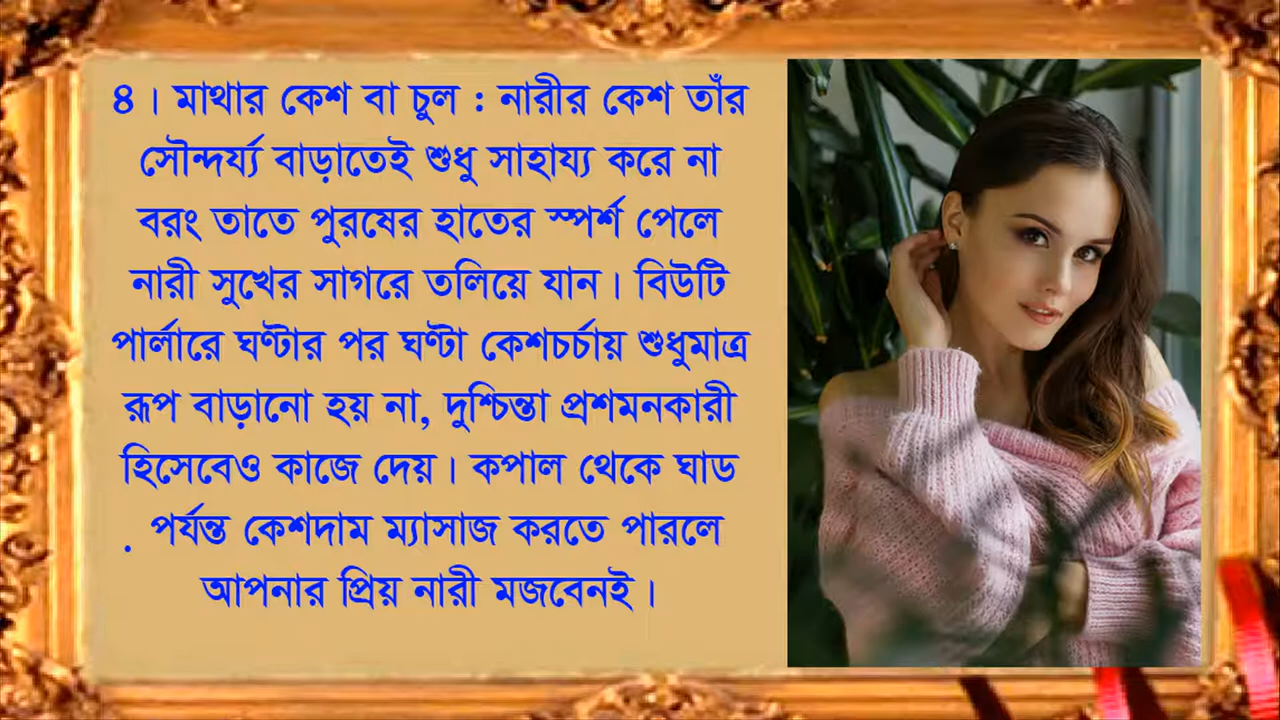 ৪। মাথার কেশ বা চুল : নারীর কেশ তাঁর
সৌন্দর্য্য বাড়াতেই শুধু সাহায্য করে না
বরং তাতে পুরষের হাতের স্পর্শ পেলে
নারী সুখের সাগরে তলিয়ে যান। বিউটি
পার্লারে ঘণ্টার পর ঘণ্টা কেশচর্চায় শুধুমাত্র
রূপ বাড়ানো হয় না, দুশ্চিন্তা প্রশমনকারী
হিসেবেও কাজে দেয়। কপাল থেকে ঘাড
. পর্যন্ত কেশদাম ম্যাসাজ করতে পারলে
আপনার প্রিয় নারী মজবেনই।